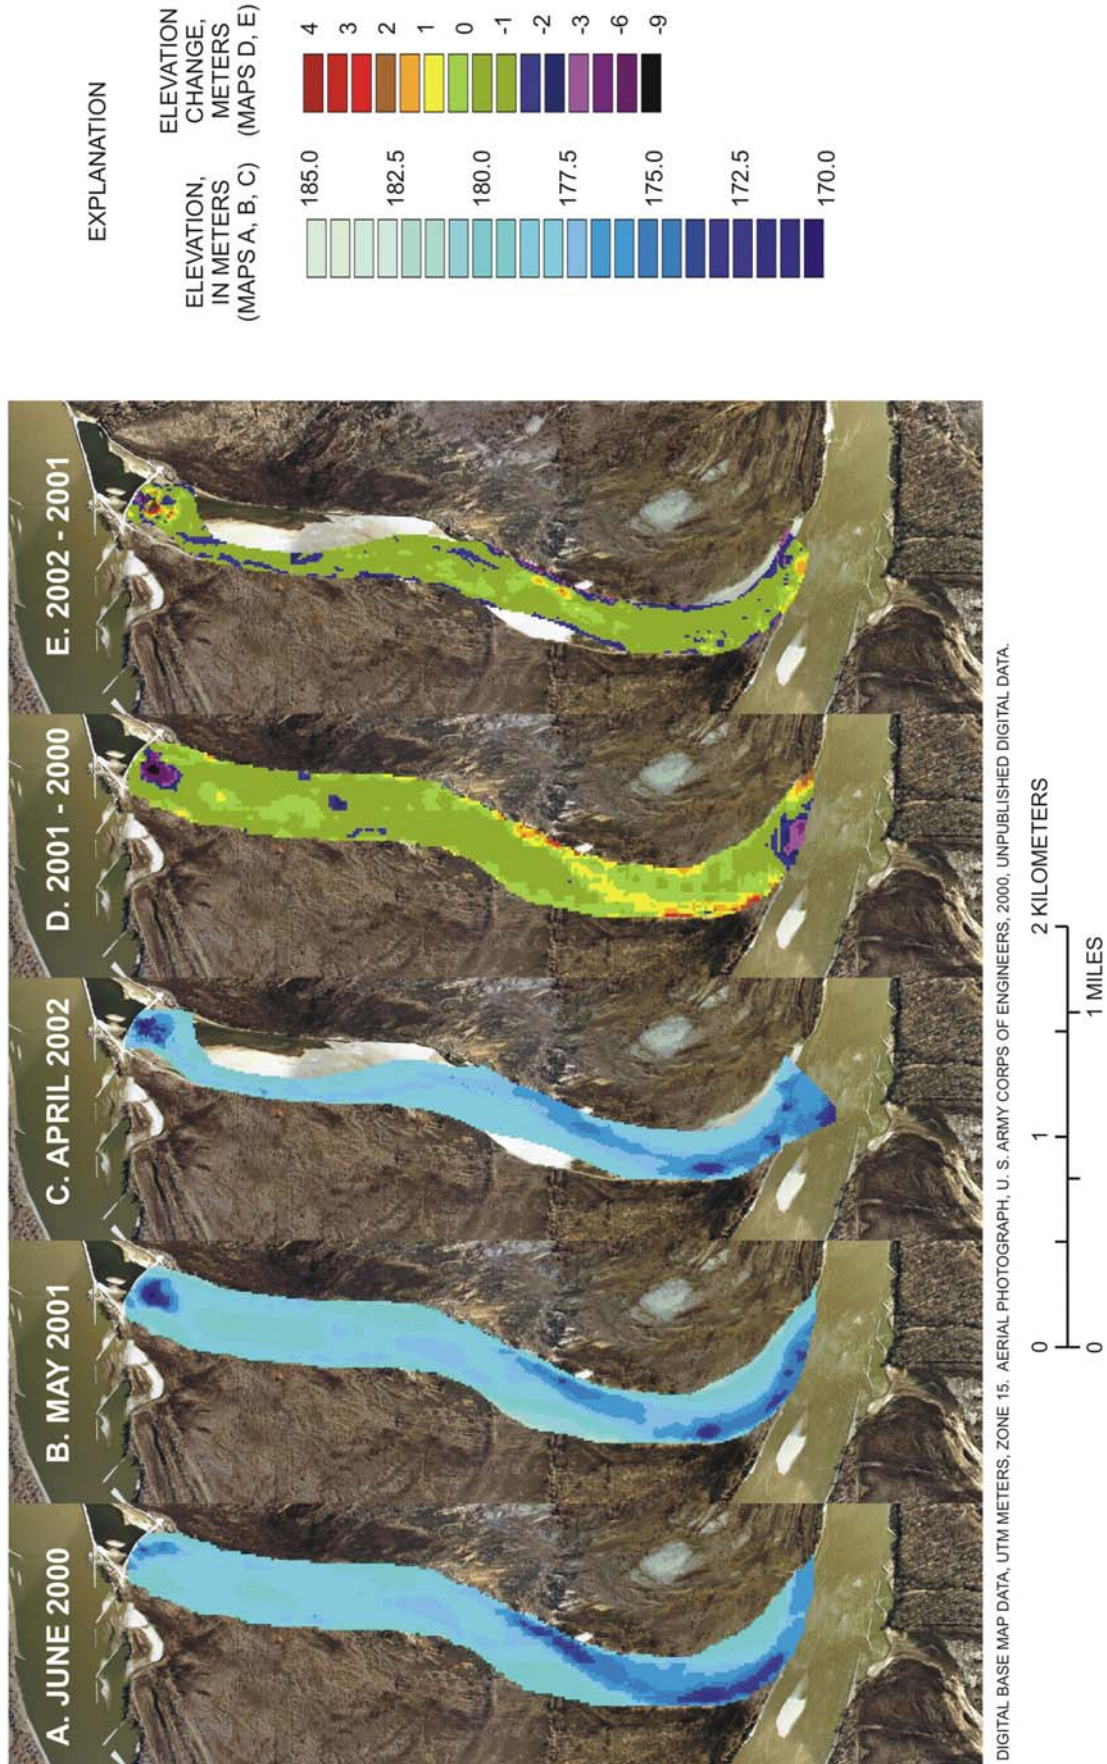 A. JUNE 2000
B. MAY 2001
C. APRIL 2002
D. 2001 - 2000
E. 2002 - 2001
EXPLANATION
ELEVATION,
IN METERS
(MAPS A, B, C)
185.0
182.5
180.0
177.5
175.0
172.5
170.0
ELEVATION
CHANGE,
METERS
(MAPS D, E)
4
3
2
1
0
-1
-2
-3
-6
-9
DIGITAL BASE MAP DATA, UTM METERS, ZONE 15. AERIAL PHOTOGRAPH, U. S. ARMY CORPS OF ENGINEERS, 2000, UNPUBLISHED DIGITAL DATA.
0 1 2 KILOMETERS
0 1 MILES